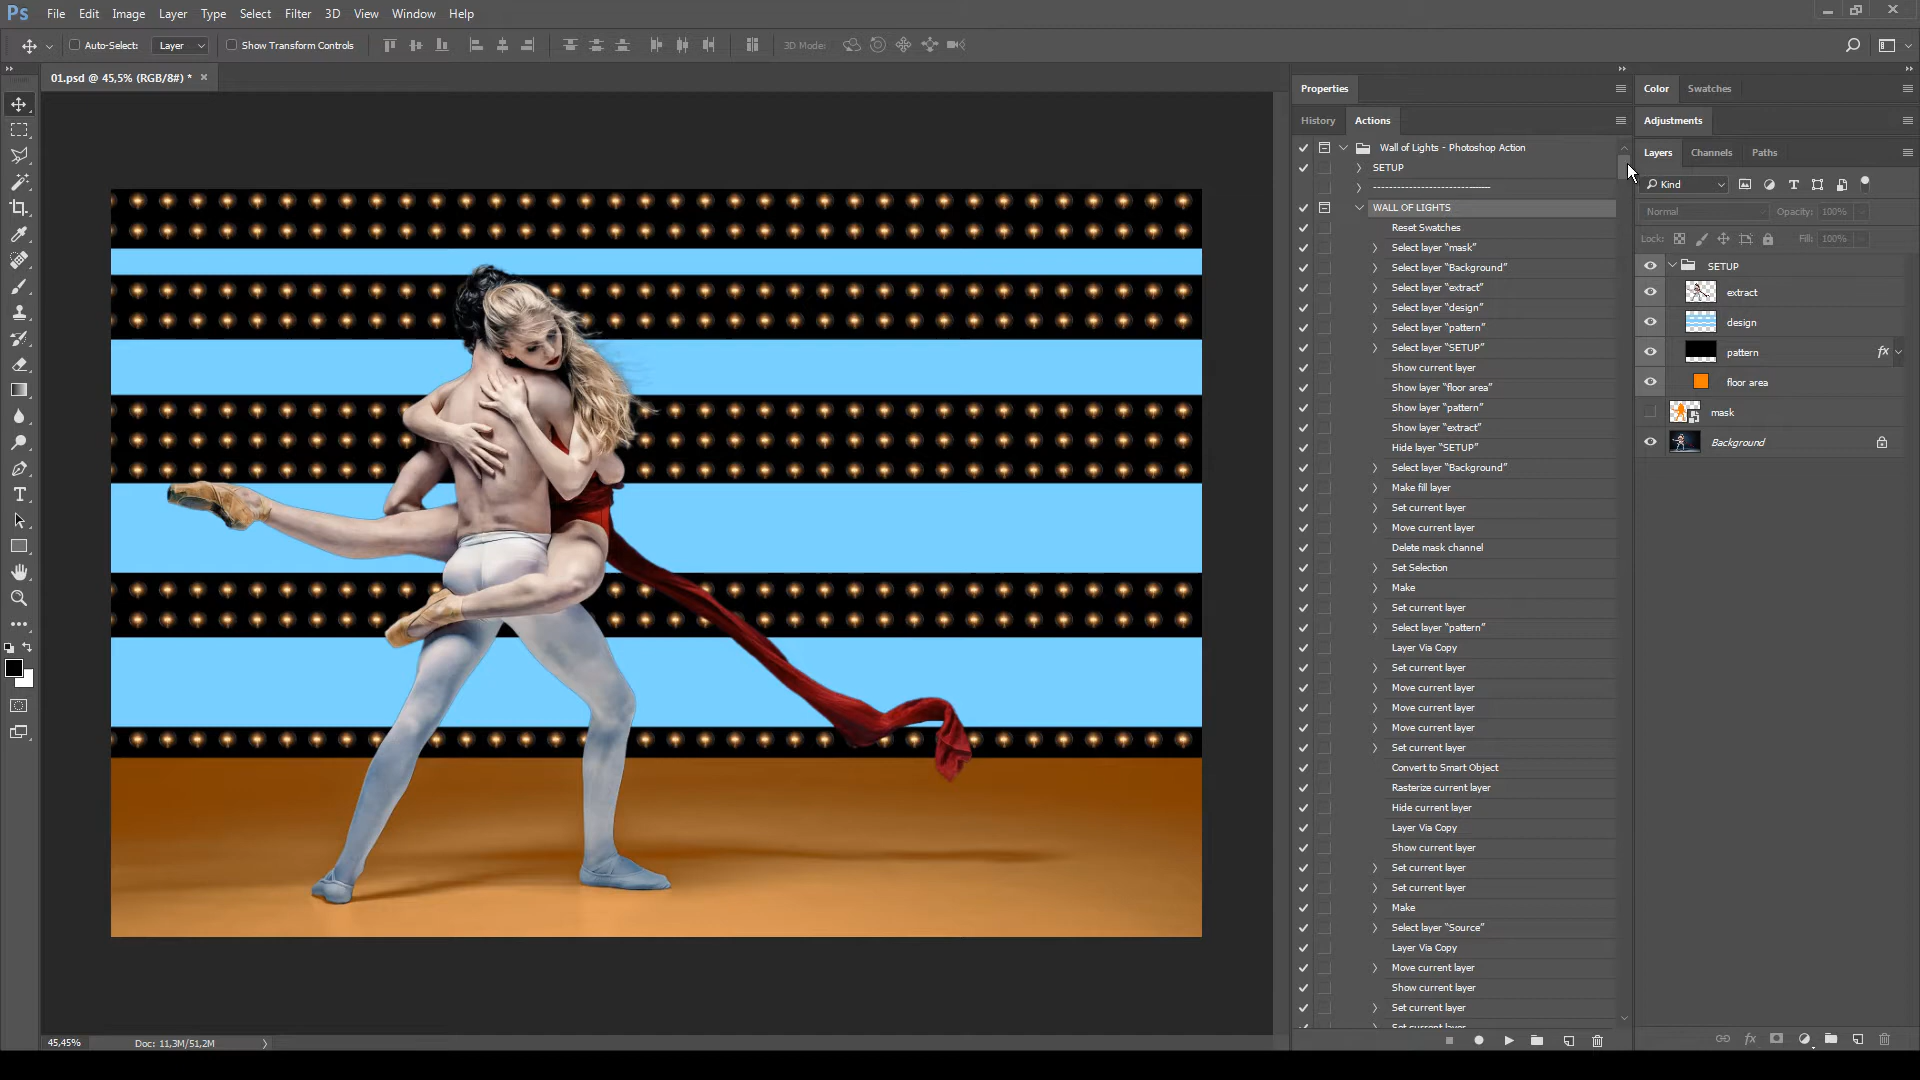 Ps File Edit Image Layer Type Select Filter 3D View Window Help
Auto-Select: Layer Show Transform Controls 3D Mode:
01.psd @ 45,5% (RGB/8#) * ×
Properties
History Actions
Wall of Lights - Photoshop Action
SETUP
------------------------------
WALL OF LIGHTS
Reset Swatches
Select layer "mask"
Select layer "Background"
Select layer "extract"
Select layer "design"
Select layer "pattern"
Select layer "SETUP"
Show current layer
Show layer "floor area"
Show layer "pattern"
Show layer "extract"
Hide layer "SETUP"
Select layer "Background"
Make fill layer
Set current layer
Move current layer
Delete mask channel
Set Selection
Make
Set current layer
Select layer "pattern"
Layer Via Copy
Set current layer
Move current layer
Move current layer
Move current layer
Set current layer
Convert to Smart Object
Rasterize current layer
Hide current layer
Layer Via Copy
Show current layer
Set current layer
Set current layer
Make
Select layer "Source"
Layer Via Copy
Move current layer
Show current layer
Set current layer
Set current layer
Color Swatches
Adjustments
Layers Channels Paths
Kind
Normal Opacity: 100%
Lock: Fill: 100%
SETUP
extract
design
pattern fx
floor area
mask
Background
fx
45,45% Doc: 11,3M/51,2M